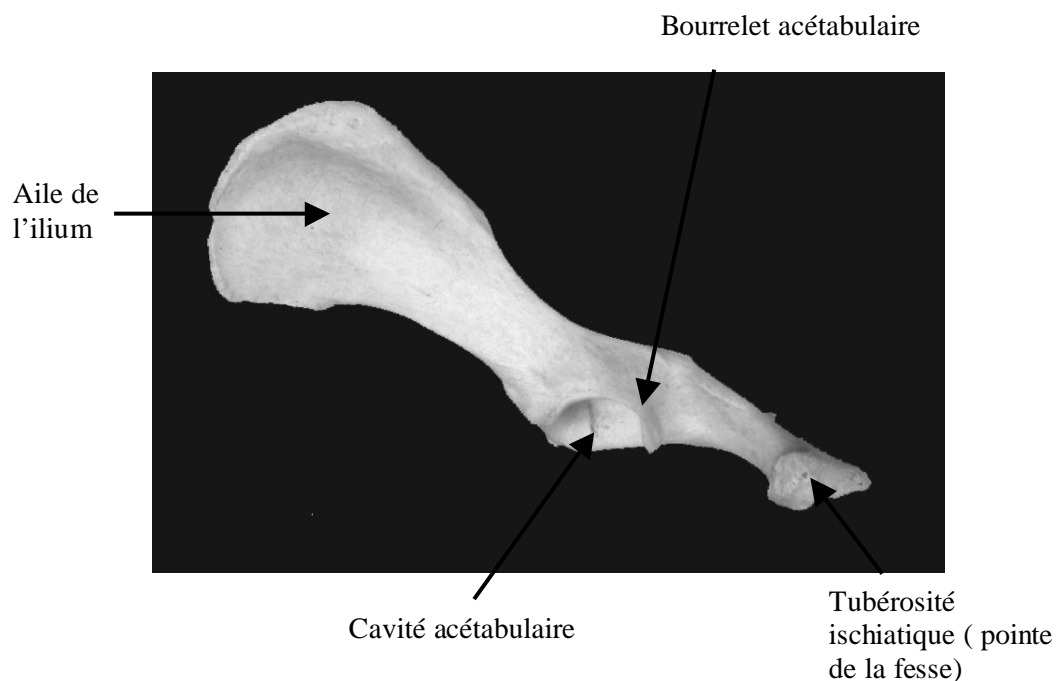 Bourrelet acétabulaire
Aile de
l’ilium
Cavité acétabulaire
Tubérosité
ischiatique ( pointe
de la fesse)